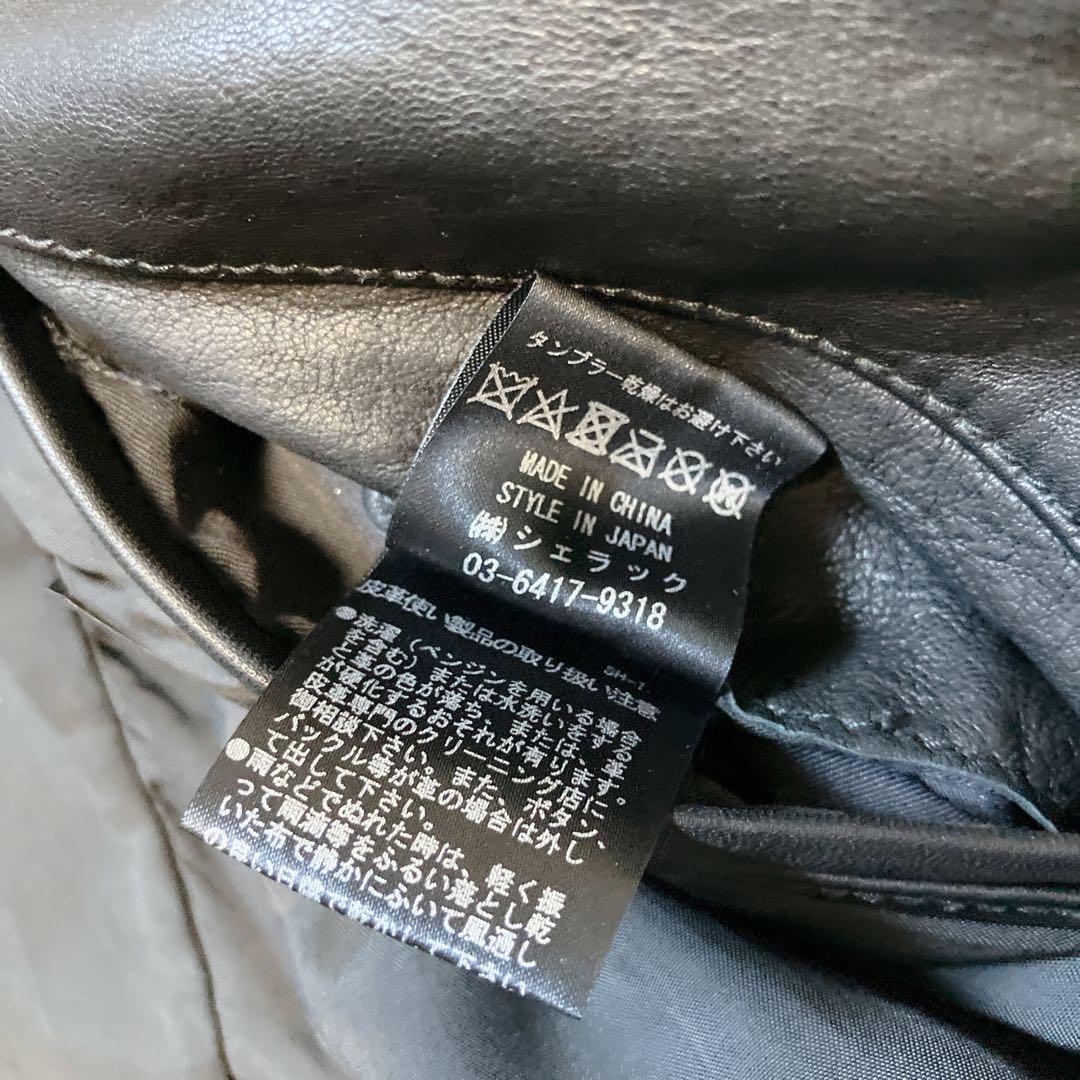 タンブラー乾燥はお避け下さい
MADE IN CHINA
STYLE IN JAPAN
㈱シェラック
03-6417-9318
皮革使い製品の取り扱い注意
●洗濯(ベンジンを用いる場合
を含む)または水洗いをする
と革の色が落ち、または、革
が硬化するおそれが有ります。
皮革専門のクリーニング店に
御相談下さい。また、ボタン、
バックル等が革の場合は外し
て出して下さい。
●雨などでぬれた時は、軽く振
って雨滴等をふるい落とし乾
いた布で静かにふいて風通し